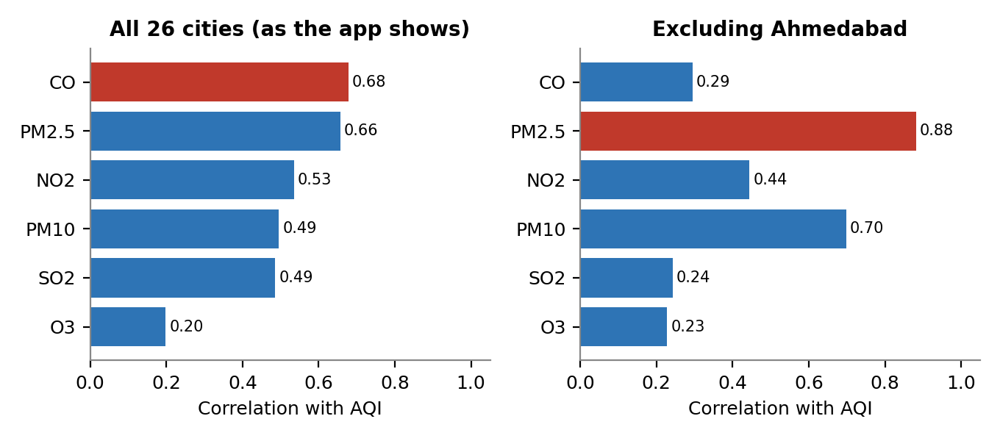 All 26 cities (as the app shows)
CO
0.68
PM2.5
0.66
NO2
0.53
PM10
0.49
SO2
0.49
O3
0.20
0.0 0.2 0.4 0.6 0.8 1.0
Correlation with AQI
Excluding Ahmedabad
CO
0.29
PM2.5
0.88
NO2
0.44
PM10
0.70
SO2
0.24
O3
0.23
0.0 0.2 0.4 0.6 0.8 1.0
Correlation with AQI